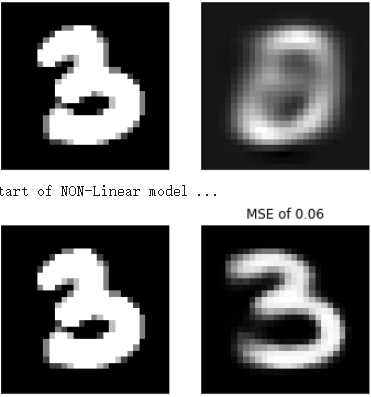 tart of NON-Linear model ...
MSE of 0.06